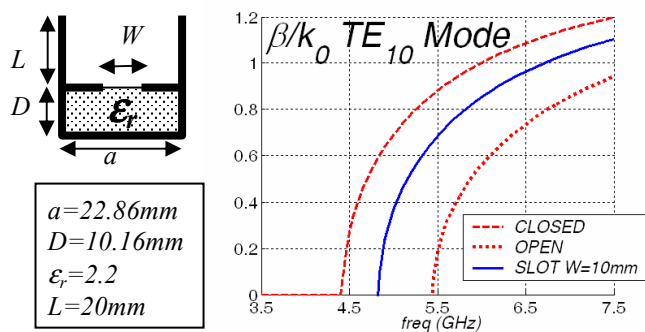 L
W
D
εr
a
a=22.86mm
D=10.16mm
εr=2.2
L=20mm
β/k0 TE10 Mode
1.2
1
0.8
0.6
0.4
0.2
0
3.5 4.5 5.5 6.5 7.5
freq (GHz)
CLOSED
OPEN
SLOT W=10mm